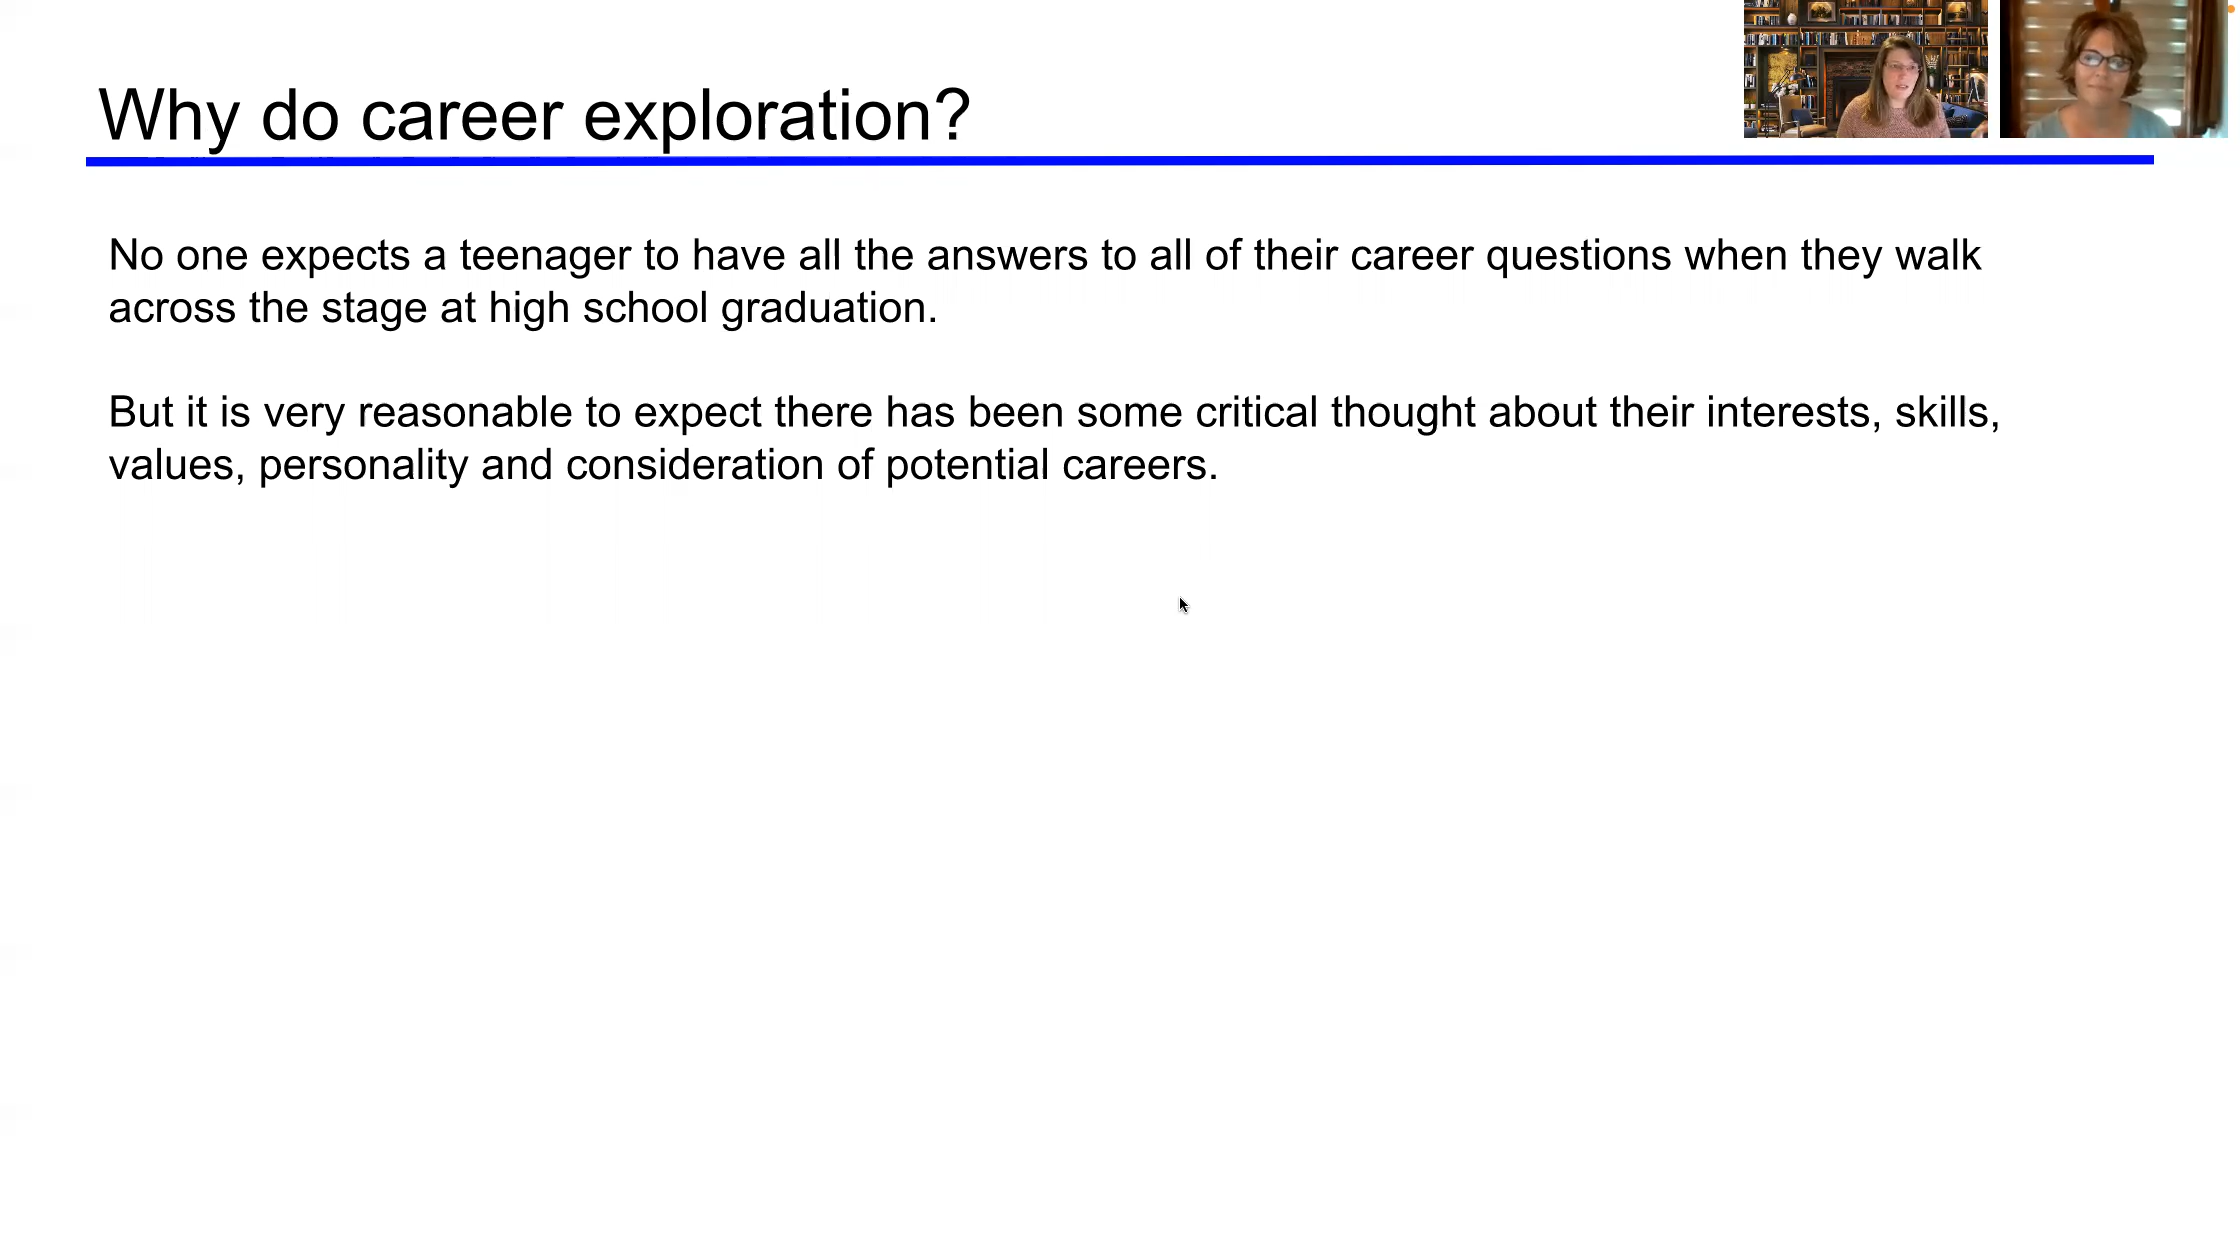 Why do career exploration?
No one expects a teenager to have all the answers to all of their career questions when they walk
across the stage at high school graduation.
But it is very reasonable to expect there has been some critical thought about their interests, skills,
values, personality and consideration of potential careers.